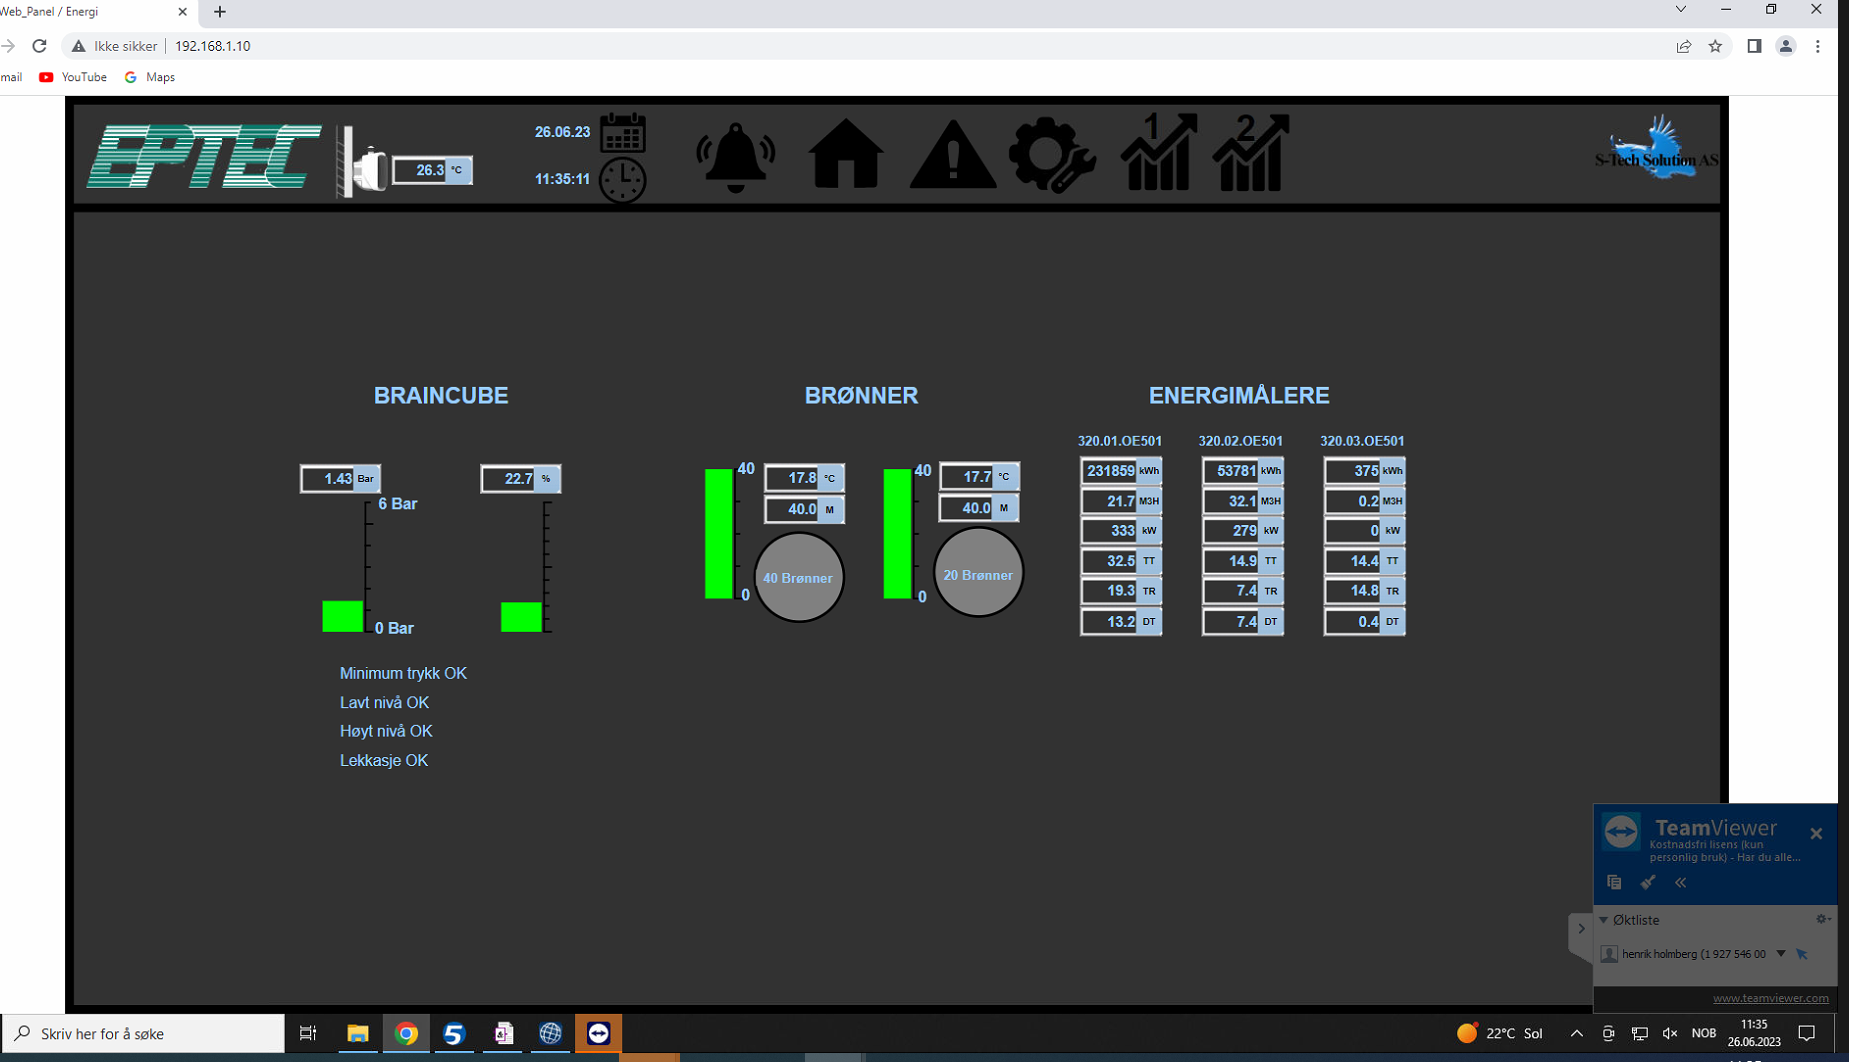 Web_Panel / Energi
Ikke sikker 192.168.1.10
mail YouTube Maps
EPTEC
26.3 °C
26.06.23
11:35:11
1
2
S-Tech Solution AS
BRAINCUBE
1.43 Bar
22.7 %
6 Bar
0 Bar
Minimum trykk OK
Lavt nivå OK
Høyt nivå OK
Lekkasje OK
BRØNNER
40
17.8 °C
40.0 M
40 Brønner
0
40
17.7 °C
40.0 M
20 Brønner
0
ENERGIMÅLERE
320.01.OE501 320.02.OE501 320.03.OE501
231859 kWh 53781 kWh 375 kWh
21.7 M3H 32.1 M3H 0.2 M3H
333 kW 279 kW 0 kW
32.5 TT 14.9 TT 14.4 TT
19.3 TR 7.4 TR 14.8 TR
13.2 DT 7.4 DT 0.4 DT
TeamViewer
Kostnadsfri lisens (kun
personlig bruk) - Har du alle...
Øktliste
henrik holmberg (1 927 546 00
www.teamviewer.com
Skriv her for å søke
22°C Sol
NOB
11:35
26.06.2023